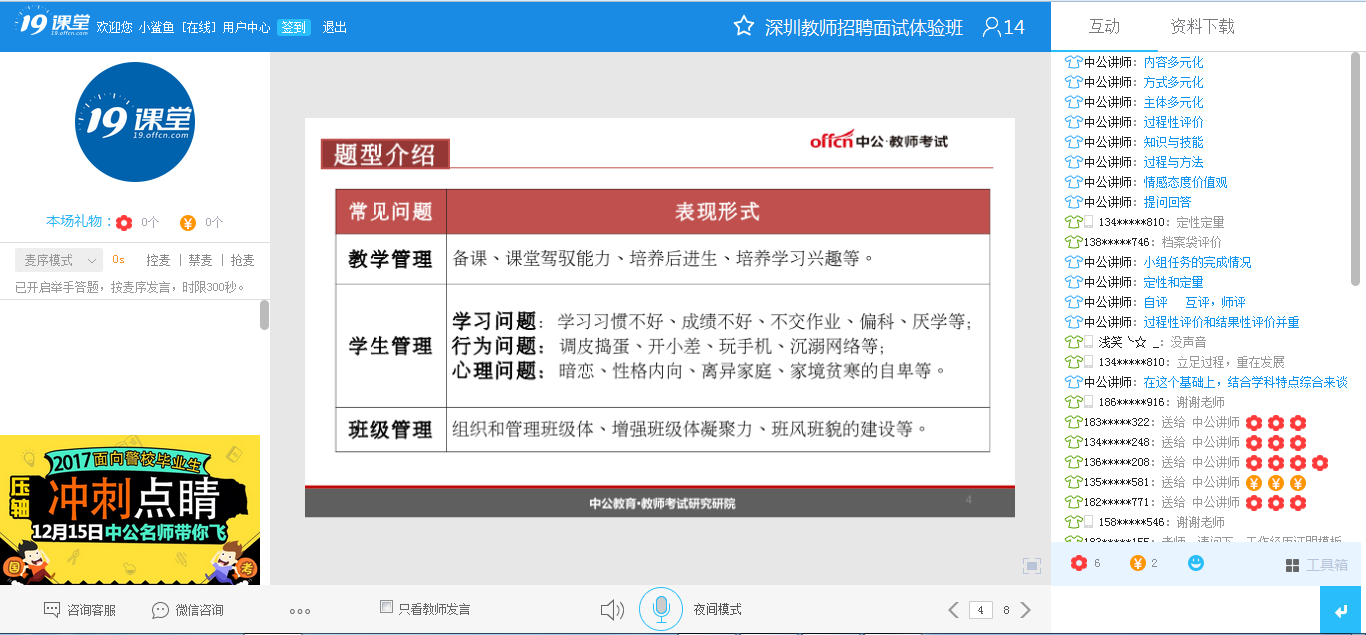 19课堂
19.offcn.com
欢迎您 小鲨鱼 [在线] 用户中心 签到 退出
深圳教师招聘面试体验班 14
互动 资料下载
19课堂
19.offcn.com
本场礼物： 0个 ¥ 0个
麦序模式 0s 控麦 | 禁麦 | 抢麦
已开启举手答题，按麦序发言，时限300秒。
2017面向警校毕业生
压轴
冲刺点睛
12月15日中公名师带你飞
国
考
题型介绍
offcn中公·教师考试
常见问题 表现形式
教学管理 备课、课堂驾驭能力、培养后进生、培养学习兴趣等。
学生管理
学习问题：学习习惯不好、成绩不好、不交作业、偏科、厌学等；
行为问题：调皮捣蛋、开小差、玩手机、沉溺网络等；
心理问题：暗恋、性格内向、离异家庭、家境贫寒的自卑等。
班级管理 组织和管理班级体、增强班级体凝聚力、班风班貌的建设等。
中公教育·教师考试研究研院 4
中公讲师：内容多元化
中公讲师：方式多元化
中公讲师：主体多元化
中公讲师：过程性评价
中公讲师：知识与技能
中公讲师：过程与方法
中公讲师：情感态度价值观
中公讲师：提问回答
134*****810：定性定量
138*****746：档案袋评价
中公讲师：小组任务的完成情况
中公讲师：定性和定量
中公讲师：自评 互评，师评
中公讲师：过程性评价和结果性评价并重
浅笑丶☆ _：没声音
134*****810：立足过程，重在发展
中公讲师：在这个基础上，结合学科特点综合来谈
186*****916：谢谢老师
183*****322：送给 中公讲师
134*****248：送给 中公讲师
136*****208：送给 中公讲师
135*****581：送给 中公讲师 ¥ ¥ ¥
182*****771：送给 中公讲师
158*****546：谢谢老师
183*****155：老师，请问下，工作经历证明模板
6 ¥ 2 工具箱
咨询客服 微信咨询 只看教师发言 夜间模式 4 8